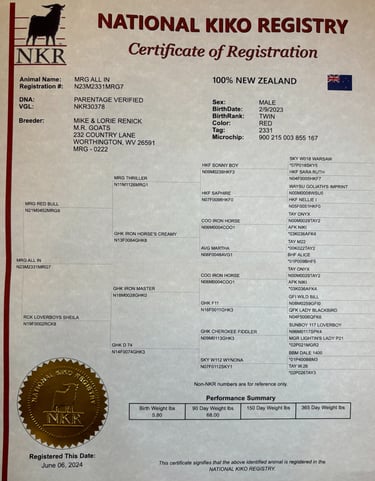 NATIONAL KIKO REGISTRY
NKR
Certificate of Registration
Animal Name: MRG ALL IN
Registration #: N23M2331MRG7
100% NEW ZEALAND
DNA: PARENTAGE VERIFIED
VGL: NKR30378
Breeder: MIKE & LORIE RENICK
M.R. GOATS
232 COUNTRY LANE
WORTHINGTON, WV 26591
MRG - 0222
Sex: MALE
BirthDate: 2/9/2023
BirthRank: TWIN
Color: RED
Tag: 2331
Microchip: 900 215 003 855 167
SKY W018 WARSAW
HKF SONNY BOY
HKF SARA RUTH
MRG THRILLER
WAYSU GOLIATH'S IMPRINT
HKF SAPHIRE
HKF NELLIE I
MRG RED BULL
TAY ONYX
COO IRON HORSE
AFK NIKI
GHK IRON HORSE'S CREAMY
TAY M22
AVG MARTHA
BHF ALICE
MRG ALL IN
N23M2331MRG7
TAY ONYX
COO IRON HORSE
AFK NIKI
GHK IRON MASTER
GFI WILD BILL
GHK F11
QFK LADY BLACKBIRD
RCK LOVERBOYS SHEILA
SUNBOY 117 LOWBOY
GHK CHEROKEE FIDDLER
MGR LIGHTIN'S LADY P21
GHK D 74
BBM DALE 1400
SKY W112 WYNONA
TAY W.28
Non-NKR numbers are for reference only.
Performance Summary
Birth Weight lbs 90 Day Weight lbs 150 Day Weight lbs 365 Day Weight lbs
5.80 68.00
NATIONAL KIKO REGISTRY
NKR
Registered This Date:
June 06, 2024
This certificate signifies that the above identified animal is registered in the
NATIONAL KIKO REGISTRY.